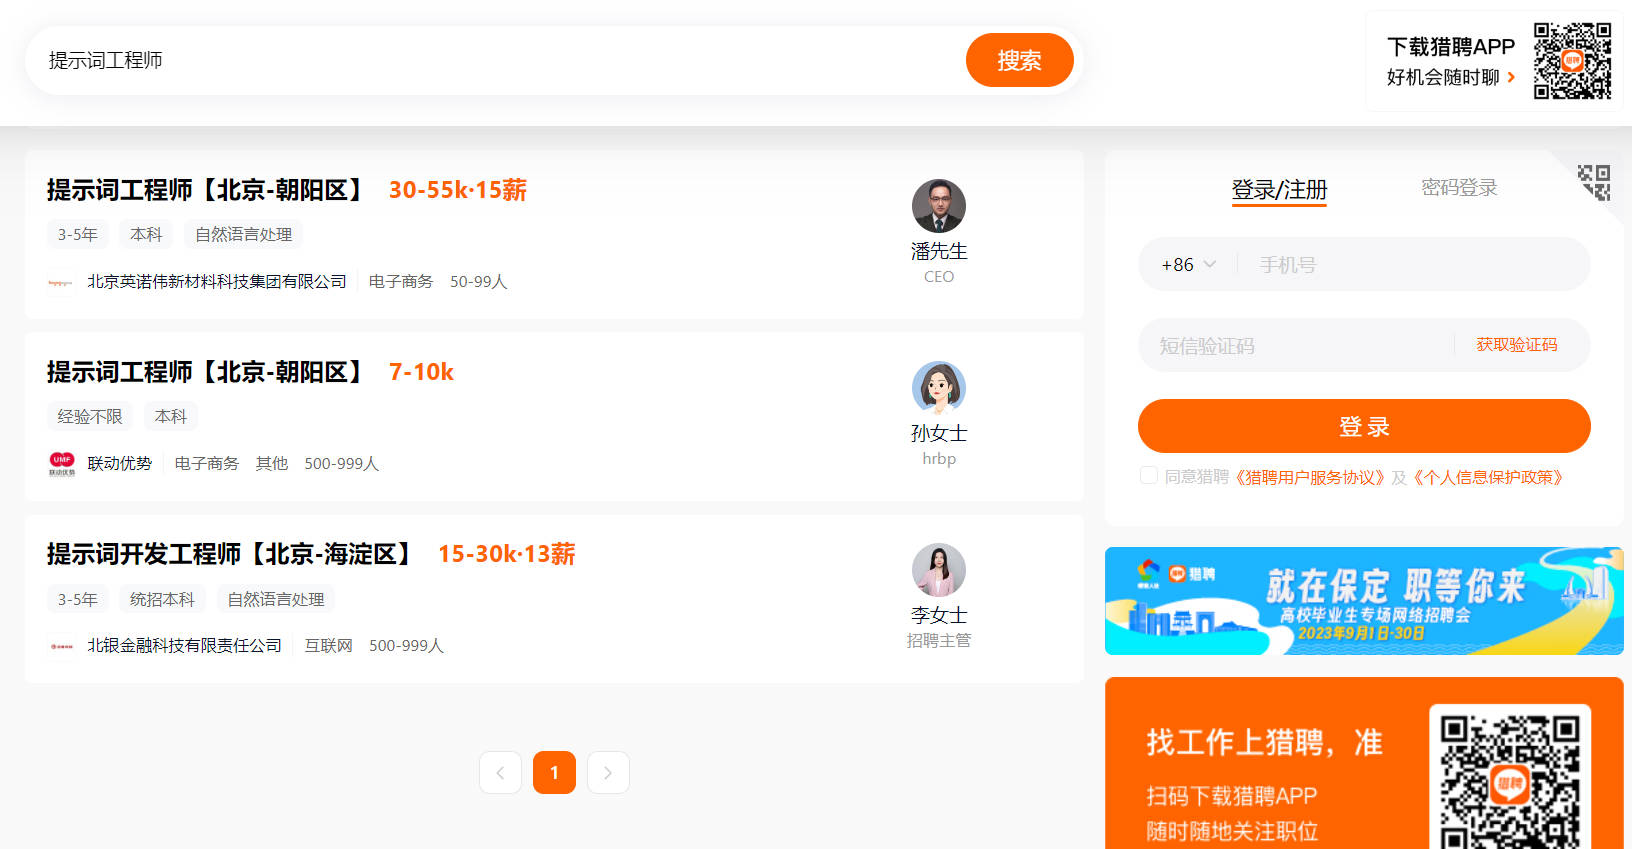 提示词工程师
搜索
下载猎聘APP
好机会随时聊
猎聘
提示词工程师【北京-朝阳区】 30-55k·15薪
3-5年 本科 自然语言处理
北京英诺伟新材料科技集团有限公司 电子商务 50-99人
潘先生
CEO
提示词工程师【北京-朝阳区】 7-10k
经验不限 本科
UMF
联动优势
联动优势 电子商务 其他 500-999人
孙女士
hrbp
提示词开发工程师【北京-海淀区】 15-30k·13薪
3-5年 统招本科 自然语言处理
北银金融科技有限责任公司 互联网 500-999人
李女士
招聘主管
1
登录/注册 密码登录
+86 手机号
短信验证码 获取验证码
登 录
同意猎聘《猎聘用户服务协议》及《个人信息保护政策》
猎聘 猎聘
就在保定 职等你来
高校毕业生专场网络招聘会
2023年9月1日-30日
找工作上猎聘，准
扫码下载猎聘APP
随时随地关注职位
猎聘